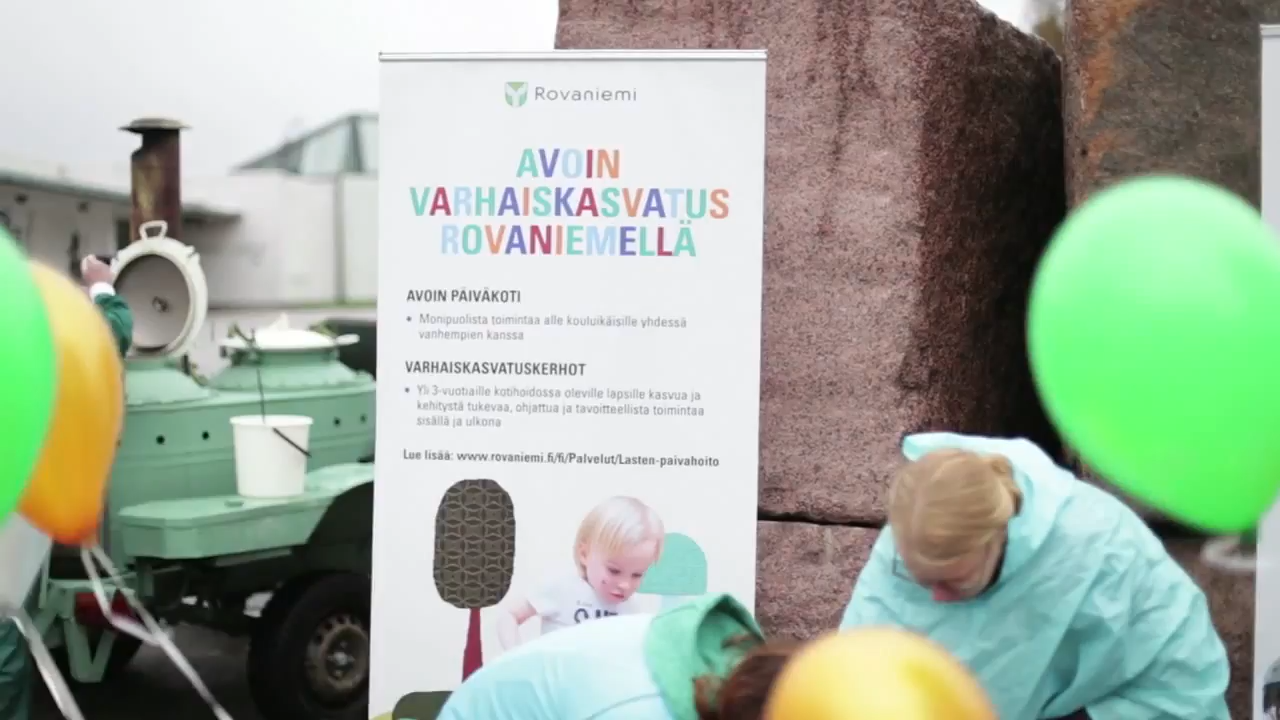 Rovaniemi
AVOIN
VARHAISKASVATUS
ROVANIEMELLÄ
AVOIN PÄIVÄKOTI
• Monipuolista toimintaa alle kouluikäisille yhdessä
vanhempien kanssa
VARHAISKASVATUSKERHOT
• Yli 3-vuotiaille kotihoidossa oleville lapsille kasvua ja
kehitystä tukevaa, ohjattua ja tavoitteellista toimintaa
sisällä ja ulkona
Lue lisää: www.rovaniemi.fi/fi/Palvelut/Lasten-paivahoito